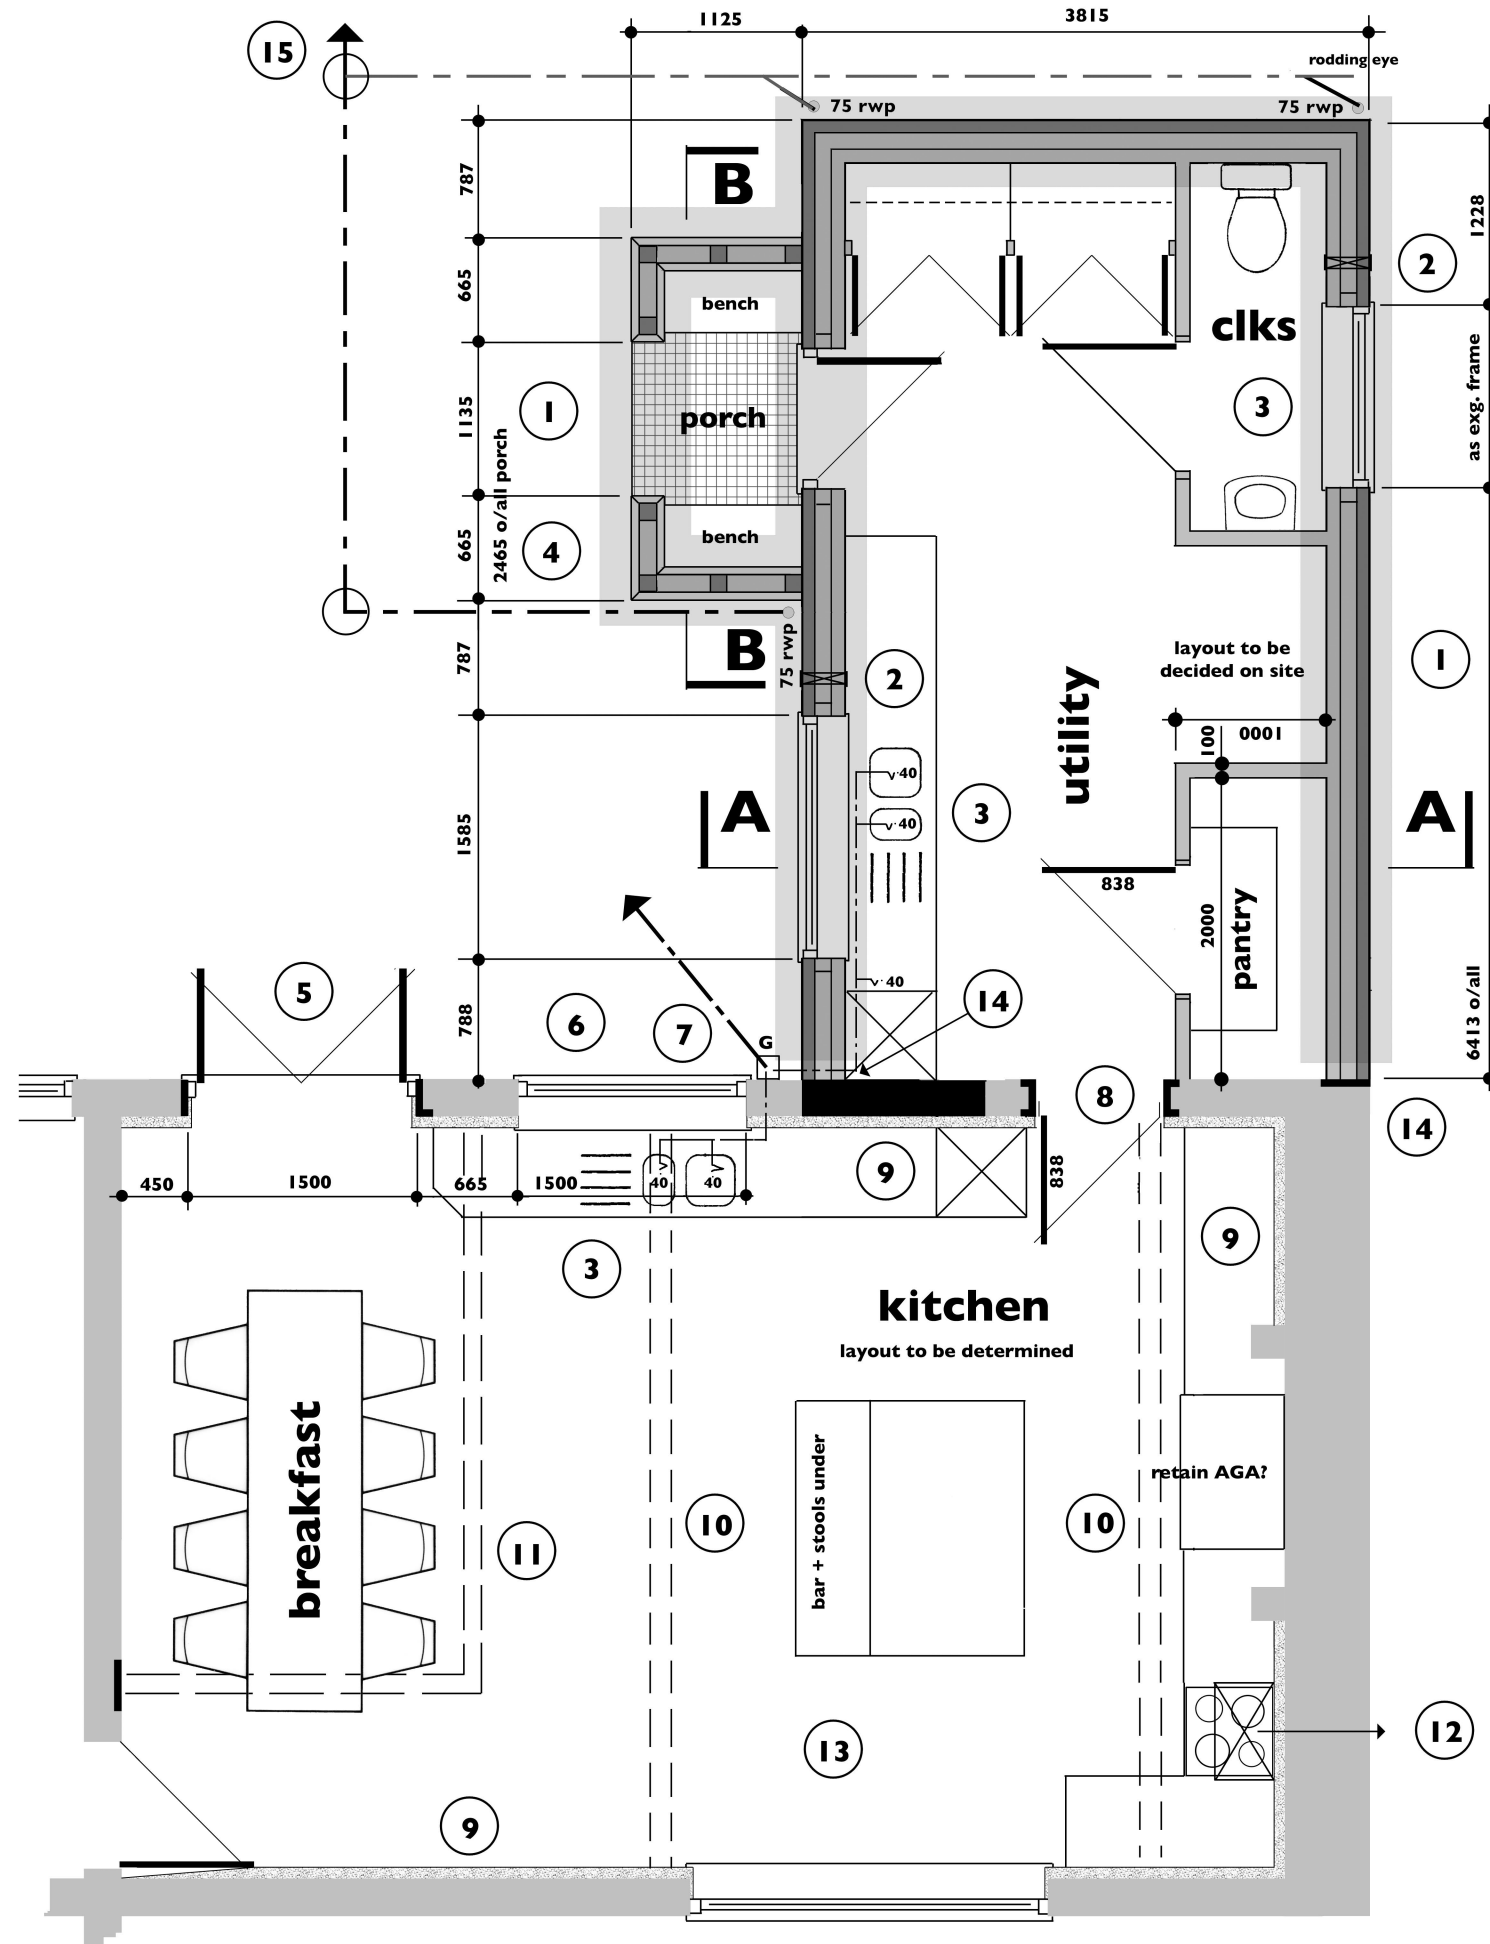 1125
3815
15
rodding eye
75 rwp
75 rwp
B
787
1228
2
665
bench
clks
1135
1
porch
3
as exg. frame
2465 o/all porch
665
4
bench
B
75 rwp
787
2
layout to be
decided on site
1
utility
1000
100
40
A
1585
3
A
40
838
2000
pantry
40
14
5
6
7
788
G
6413 o/all
8
14
450
1500
665
1500
40
40
9
838
9
3
kitchen
layout to be determined
breakfast
bar + stools under
retain AGA?
11
10
10
13
12
9